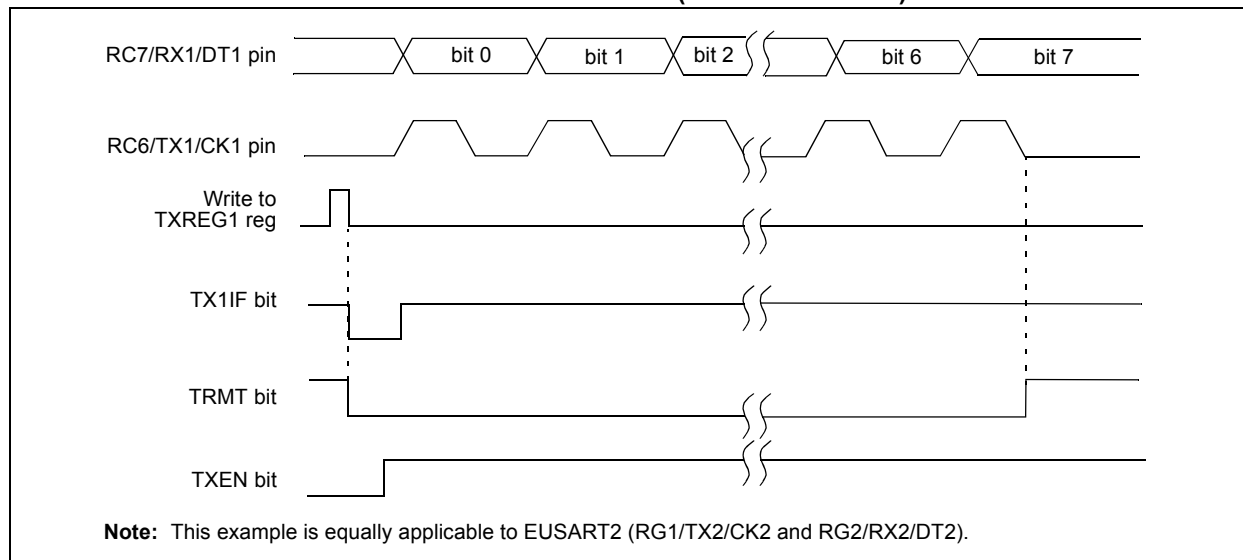 RC7/RX1/DT1 pin
bit 0
bit 1
bit 2
bit 6
bit 7
RC6/TX1/CK1 pin
Write to
TXREG1 reg
TX1IF bit
TRMT bit
TXEN bit
Note: This example is equally applicable to EUSART2 (RG1/TX2/CK2 and RG2/RX2/DT2).